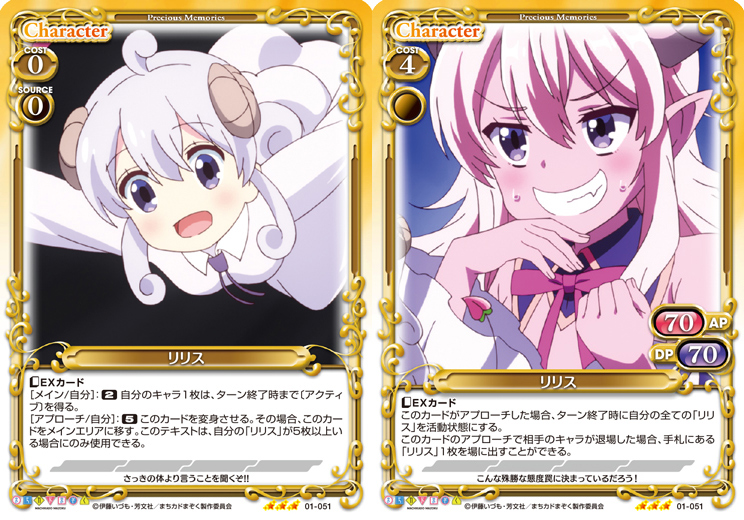 Precious Memories
Character
COST
0
SOURCE
0
リリス
EXカード
[メイン/自分]：2 自分のキャラ1枚は、ターン終了時まで〔アクティ
ブ〕を得る。
[アプローチ/自分]：5 このカードを変身させる。その場合、このカー
ドをメインエリアに移す。このテキストは、自分の「リリス」が5枚以上い
る場合にのみ使用できる。
さっきの体より言うことを聞くぞ!!
©伊藤いづも・芳文社／まちカドまぞく製作委員会
01-051
Precious Memories
Character
COST
4
70 AP
DP 70
リリス
EXカード
このカードがアプローチした場合、ターン終了時に自分の全ての「リリ
ス」を活動状態にする。
このカードのアプローチで相手のキャラが退場した場合、手札にある
「リリス」1枚を場に出すことができる。
こんな殊勝な態度罠に決まっているだろう！
©伊藤いづも・芳文社／まちカドまぞく製作委員会
01-051